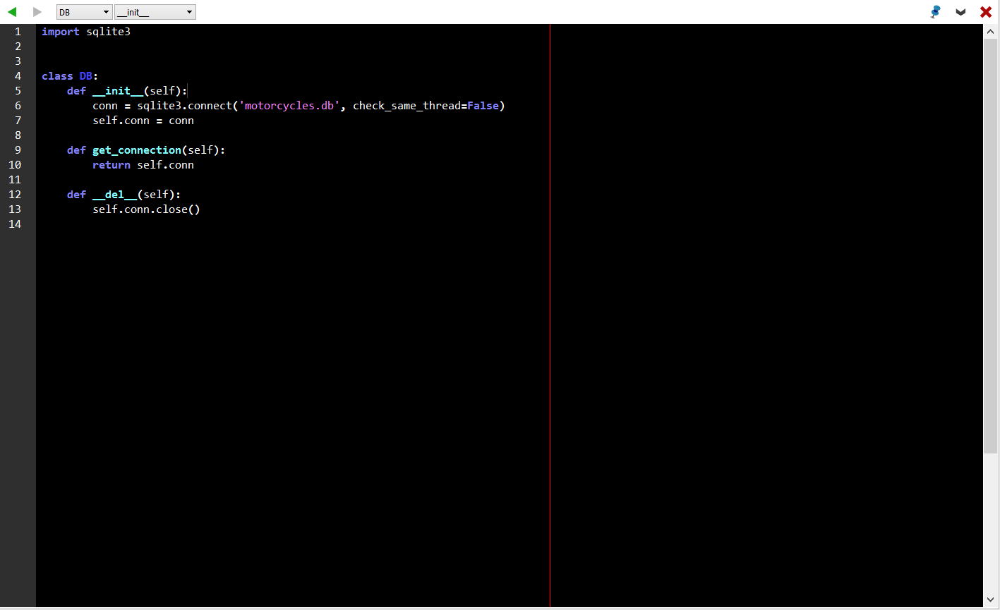 DB __init__
1 import sqlite3
2
3
4 class DB:
5     def __init__(self):
6         conn = sqlite3.connect('motorcycles.db', check_same_thread=False)
7         self.conn = conn
8
9     def get_connection(self):
10         return self.conn
11
12     def __del__(self):
13         self.conn.close()
14